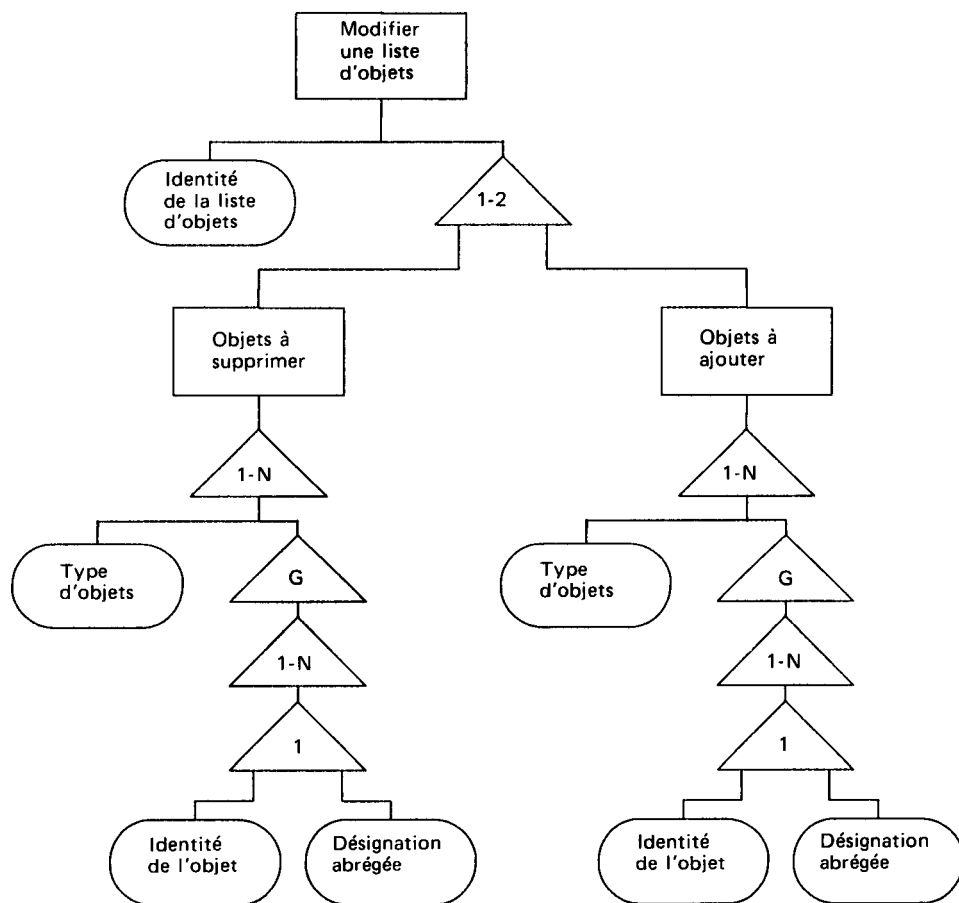 Modifier
une liste
d'objets
Identité
de la liste
d'objets
1-2
Objets à
supprimer
Objets à
ajouter
1-N
1-N
Type
d'objets
G
Type
d'objets
G
1-N
1-N
1
1
Identité
de l'objet
Désignation
abrégée
Identité
de l'objet
Désignation
abrégée